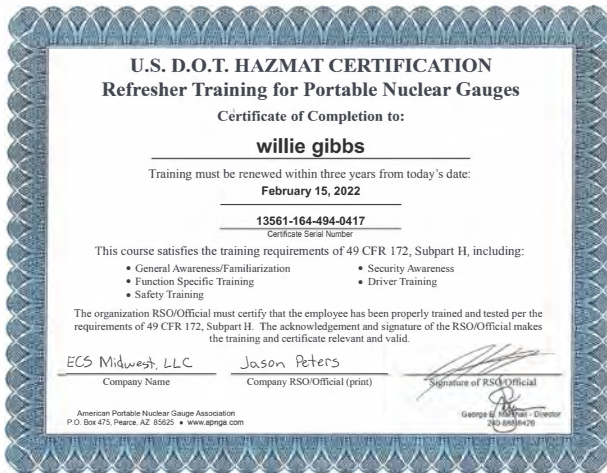 U.S. D.O.T. HAZMAT CERTIFICATION
Refresher Training for Portable Nuclear Gauges
Certificate of Completion to:
willie gibbs
Training must be renewed within three years from today's date:
February 15, 2022
13561-164-494-0417
Certificate Serial Number
This course satisfies the training requirements of 49 CFR 172, Subpart H, including:
• General Awareness/Familiarization
• Function Specific Training
• Safety Training
• Security Awareness
• Driver Training
The organization RSO/Official must certify that the employee has been properly trained and tested per the
requirements of 49 CFR 172, Subpart H. The acknowledgement and signature of the RSO/Official makes
the training and certificate relevant and valid.
ECS Midwest, LLC
Company Name
Jason Peters
Company RSO/Official (print)
Signature of RSO/Official
American Portable Nuclear Gauge Association
P.O. Box 475, Pearce, AZ 85625 • www.apnga.com
George E. Marshall - Director